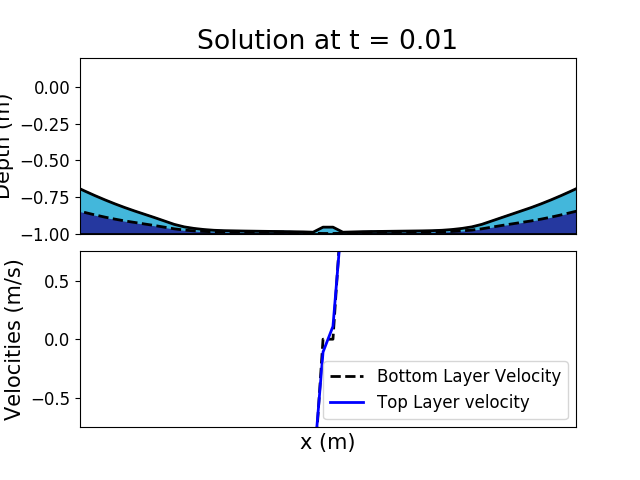 Solution at t = 0.01
Depth (m)
0.00
−0.25
−0.50
−0.75
−1.00
Velocities (m/s)
0.5
0.0
−0.5
Bottom Layer Velocity
Top Layer velocity
x (m)